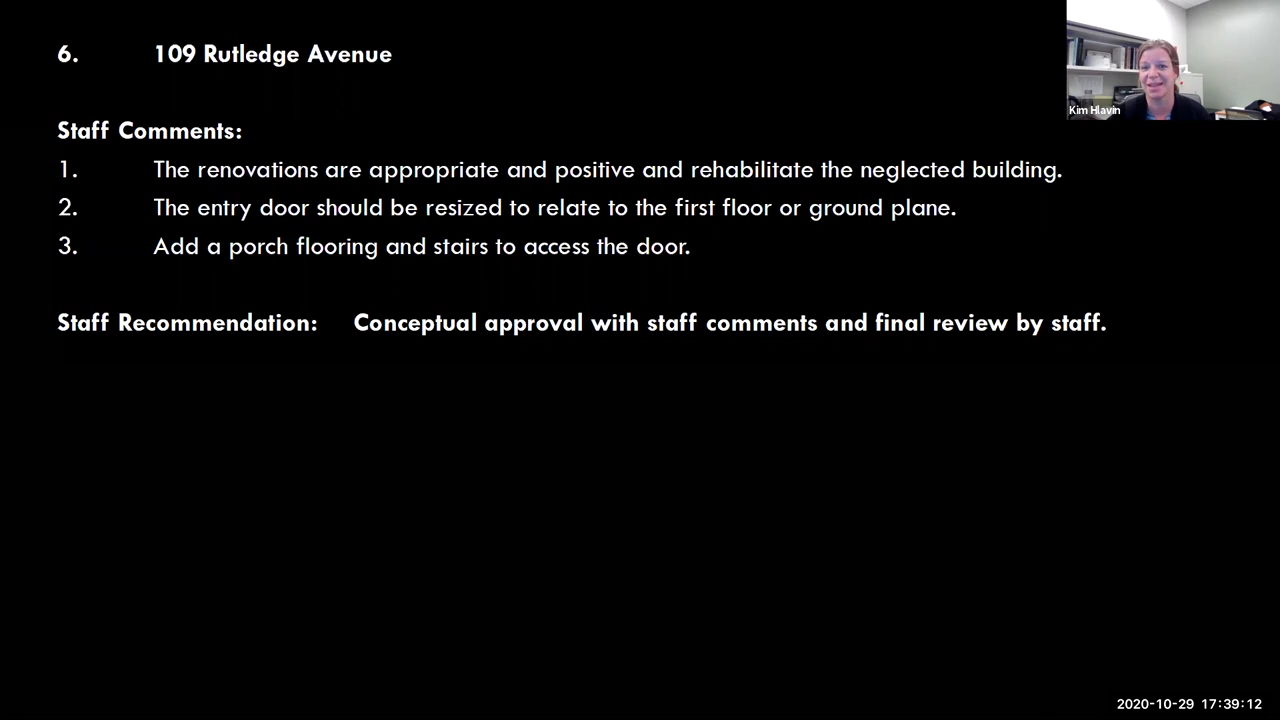 6. 109 Rutledge Avenue
Kim Hlavin
Staff Comments:
1. The renovations are appropriate and positive and rehabilitate the neglected building.
2. The entry door should be resized to relate to the first floor or ground plane.
3. Add a porch flooring and stairs to access the door.
Staff Recommendation: Conceptual approval with staff comments and final review by staff.
2020-10-29 17:39:12